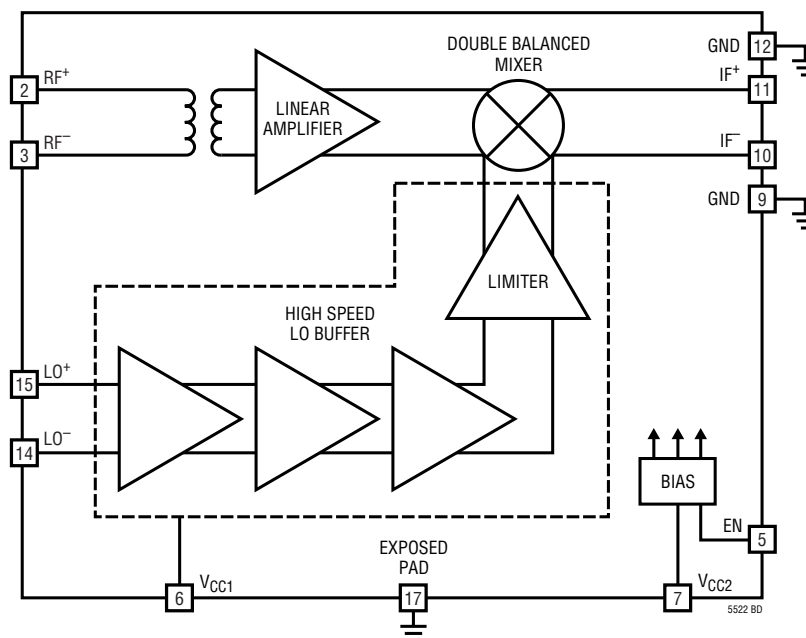 DOUBLE BALANCED
MIXER
GND
12
2
RF+
IF+
11
LINEAR
AMPLIFIER
3
RF−
IF−
10
GND
9
LIMITER
HIGH SPEED
LO BUFFER
15
LO+
14
LO−
BIAS
EN
5
EXPOSED
PAD
6
VCC1
17
7
VCC2
5522 BD